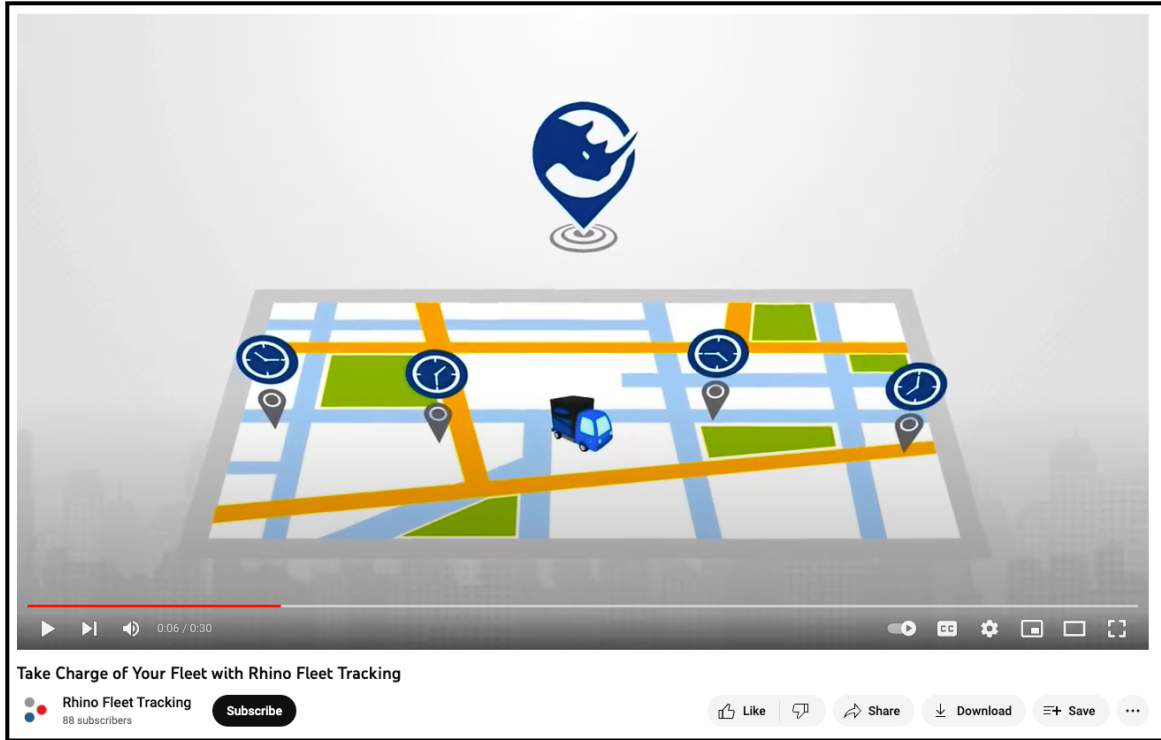 0:06 / 0:30
CC
Take Charge of Your Fleet with Rhino Fleet Tracking
Rhino Fleet Tracking
88 subscribers
Subscribe
Like
Share
Download
Save